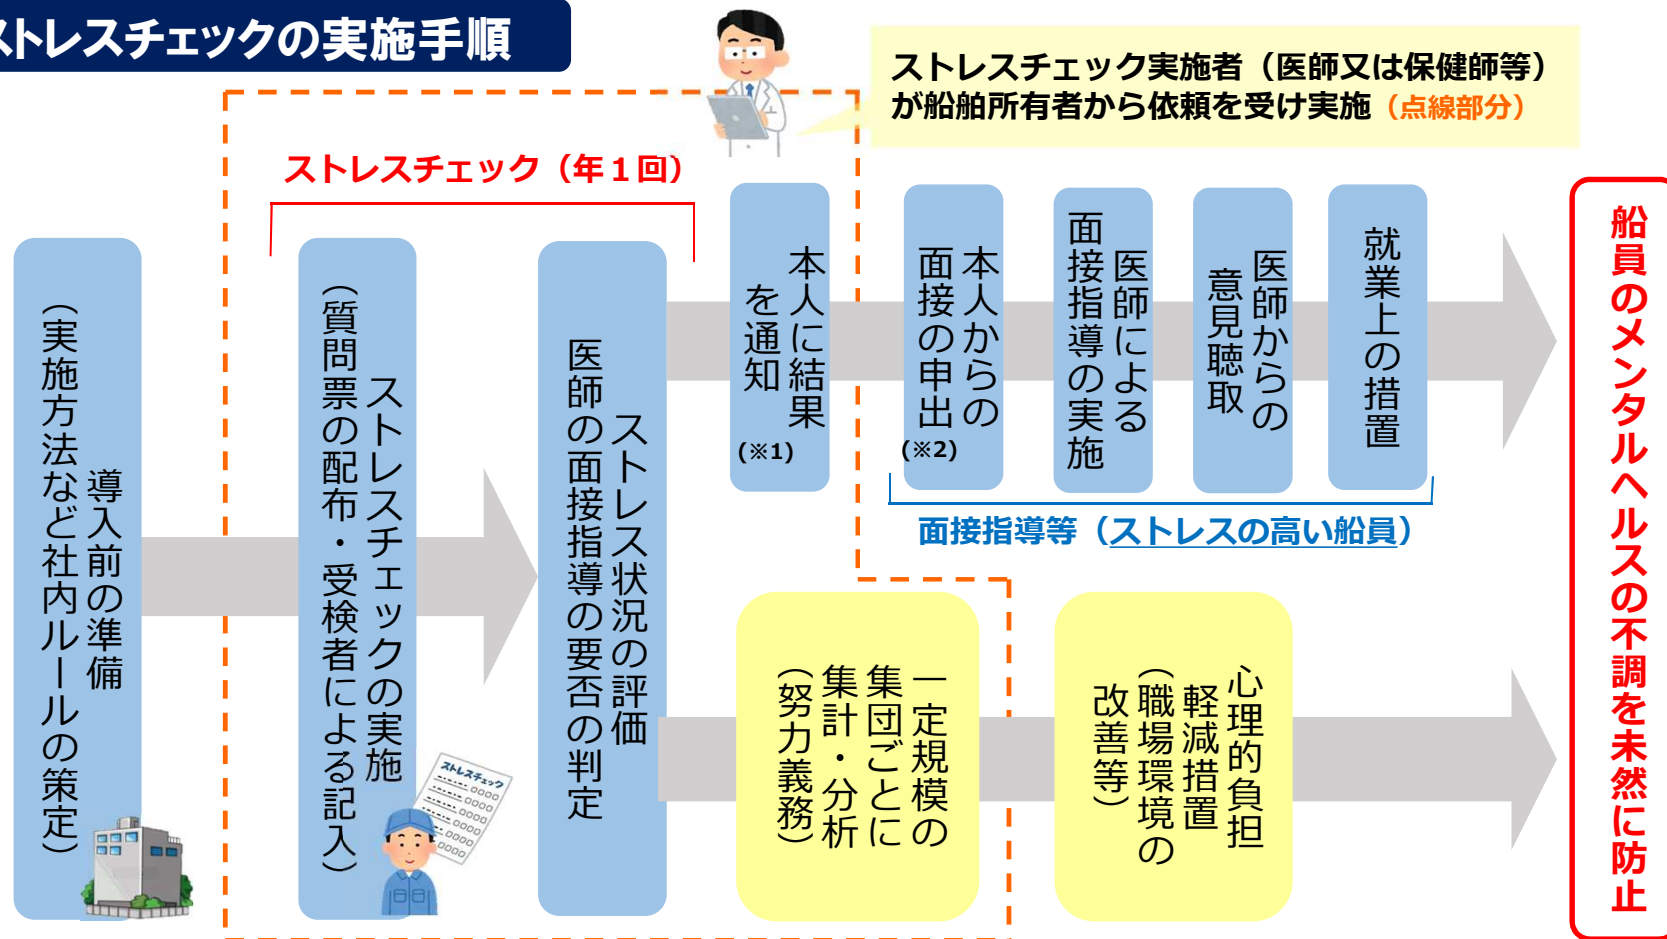 ストレスチェックの実施手順
ストレスチェック実施者（医師又は保健師等）
が船舶所有者から依頼を受け実施（点線部分）
ストレスチェック（年１回）
導入前の準備
（実施方法など社内ルールの策定）
ストレスチェックの実施
（質問票の配布・受検者による記入）
ストレスチェック
ストレス状況の評価
医師の面接指導の要否の判定
本人に結果
を通知
(※1)
本人からの
面接の申出
(※2)
医師による
面接指導の実施
医師からの
意見聴取
就業上の措置
面接指導等（ストレスの高い船員）
一定規模の
集団ごとに
集計・分析
（努力義務）
心理的負担
軽減措置
（職場環境の
改善等）
船員のメンタルヘルスの不調を未然に防止